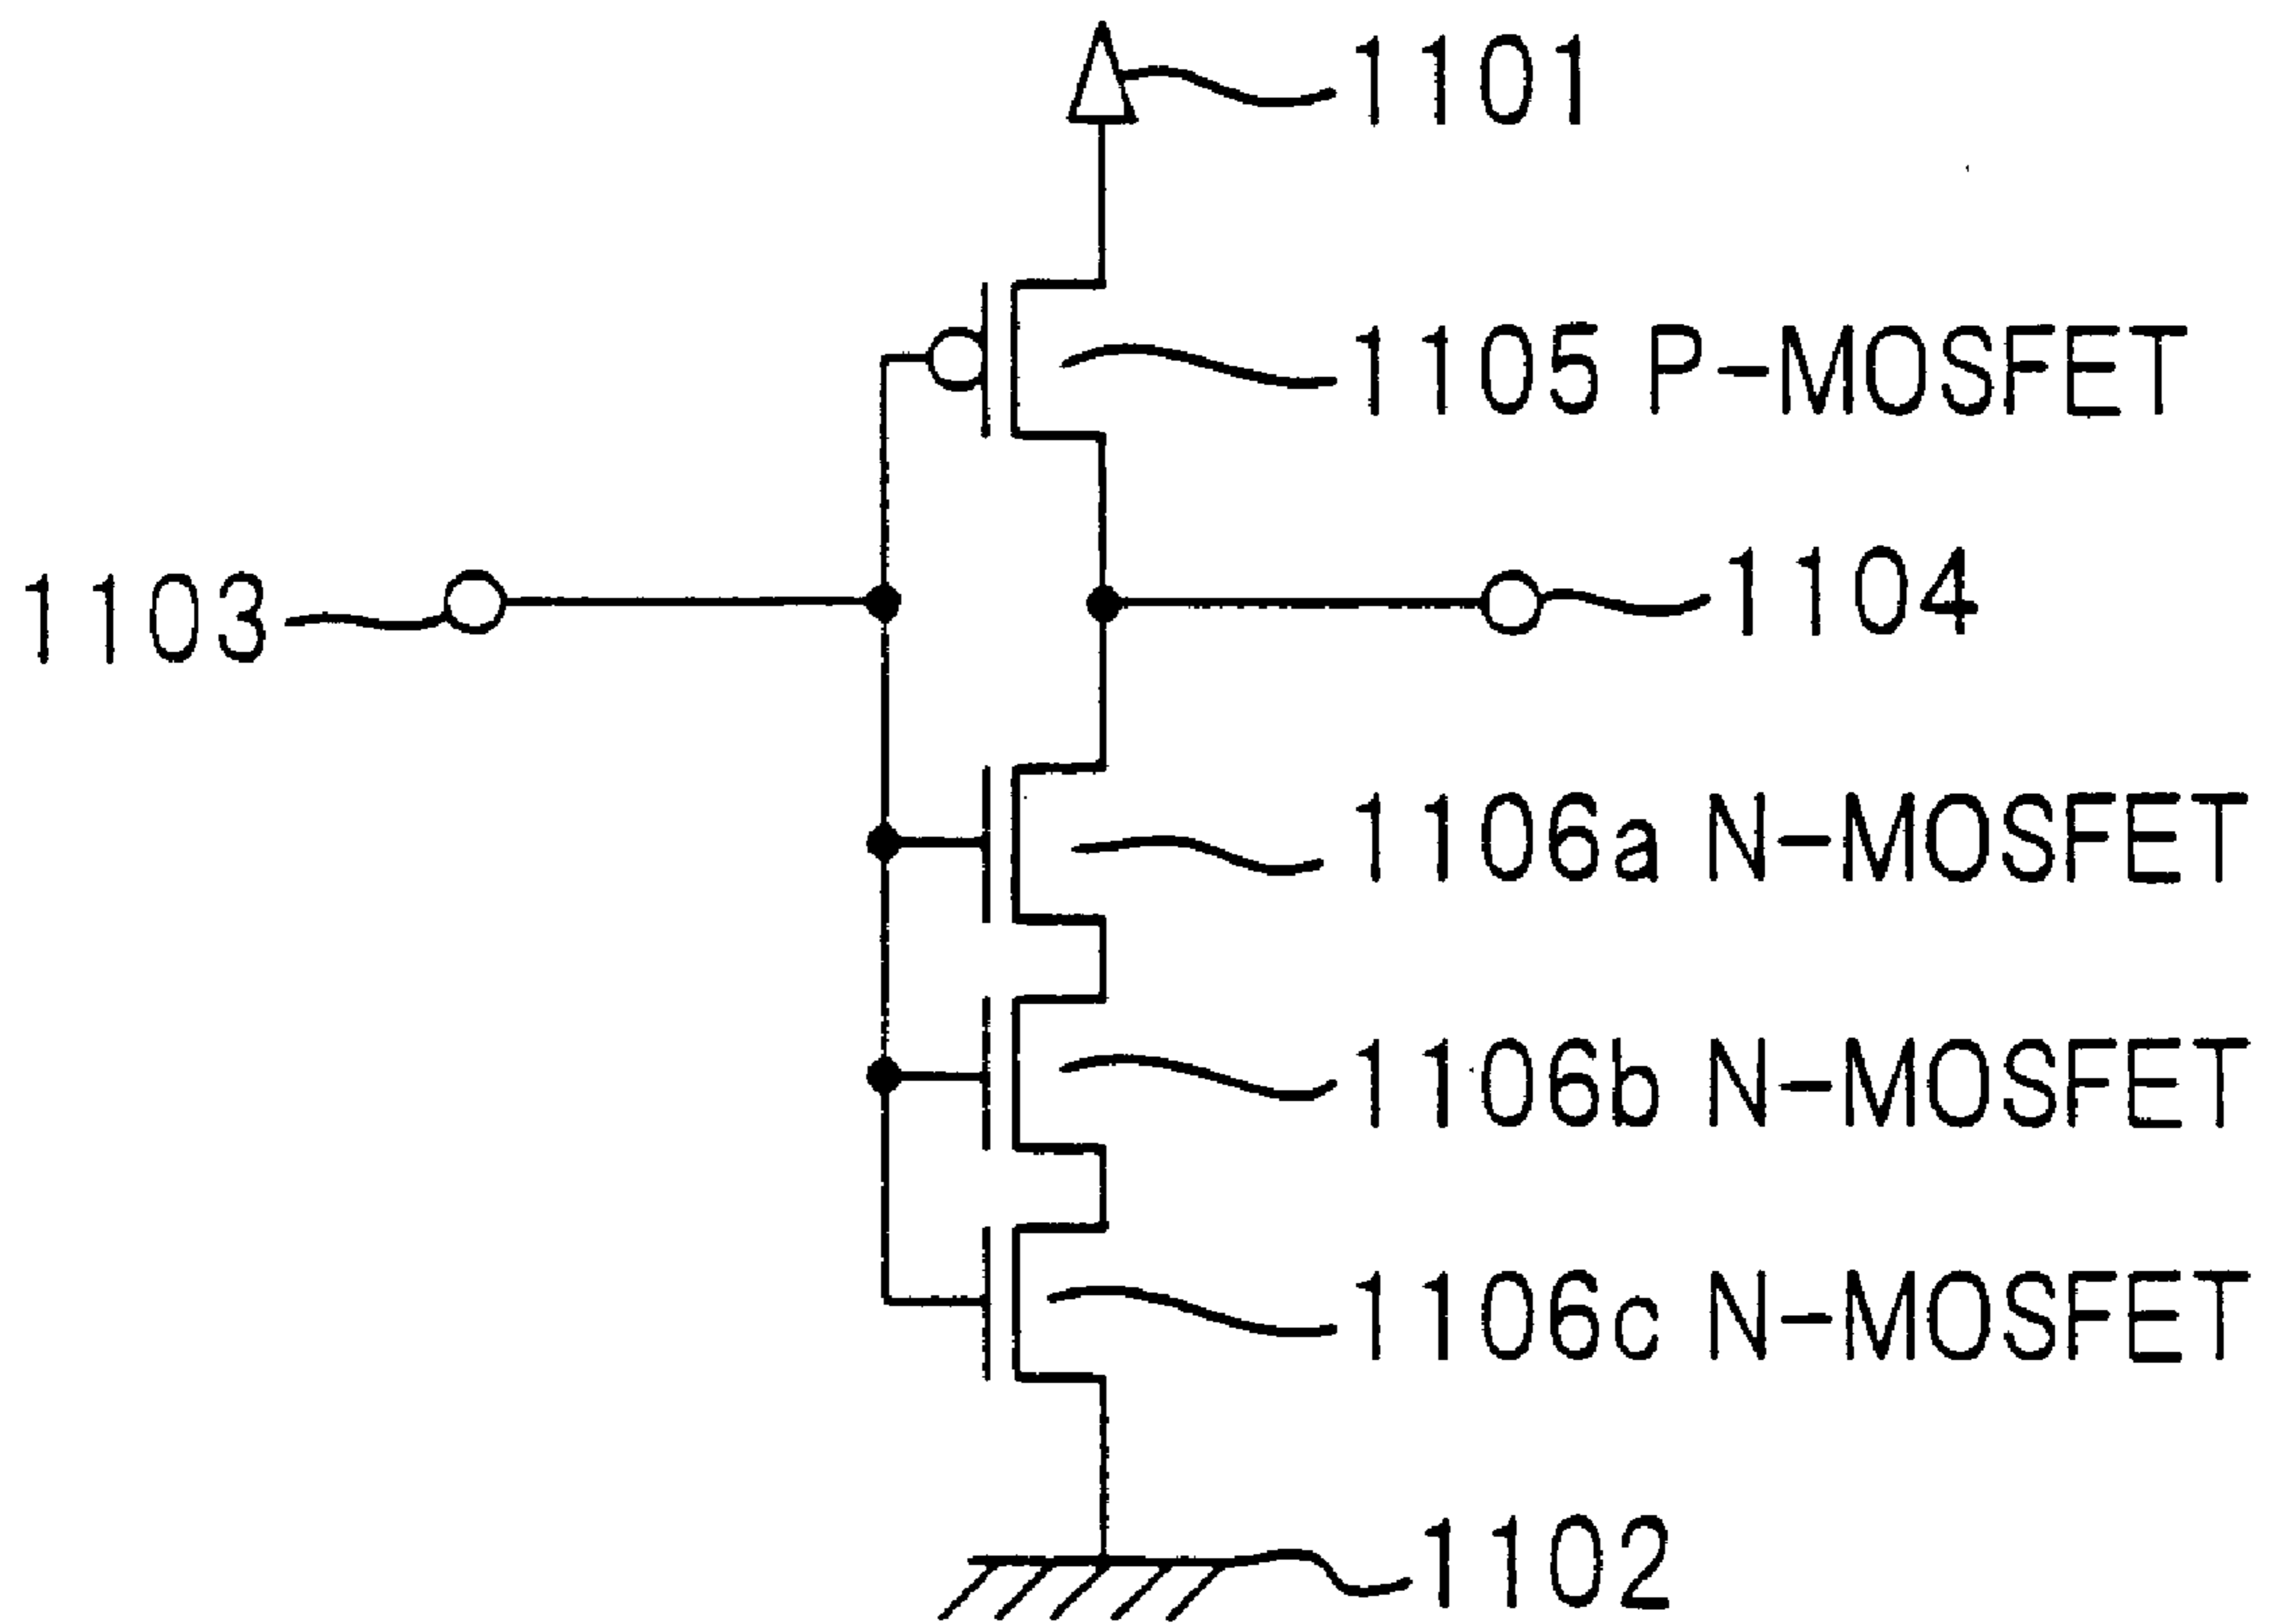 1101
1105 P-MOSFET
1103
1104
1106a N-MOSFET
1106b N-MOSFET
1106c N-MOSFET
1102